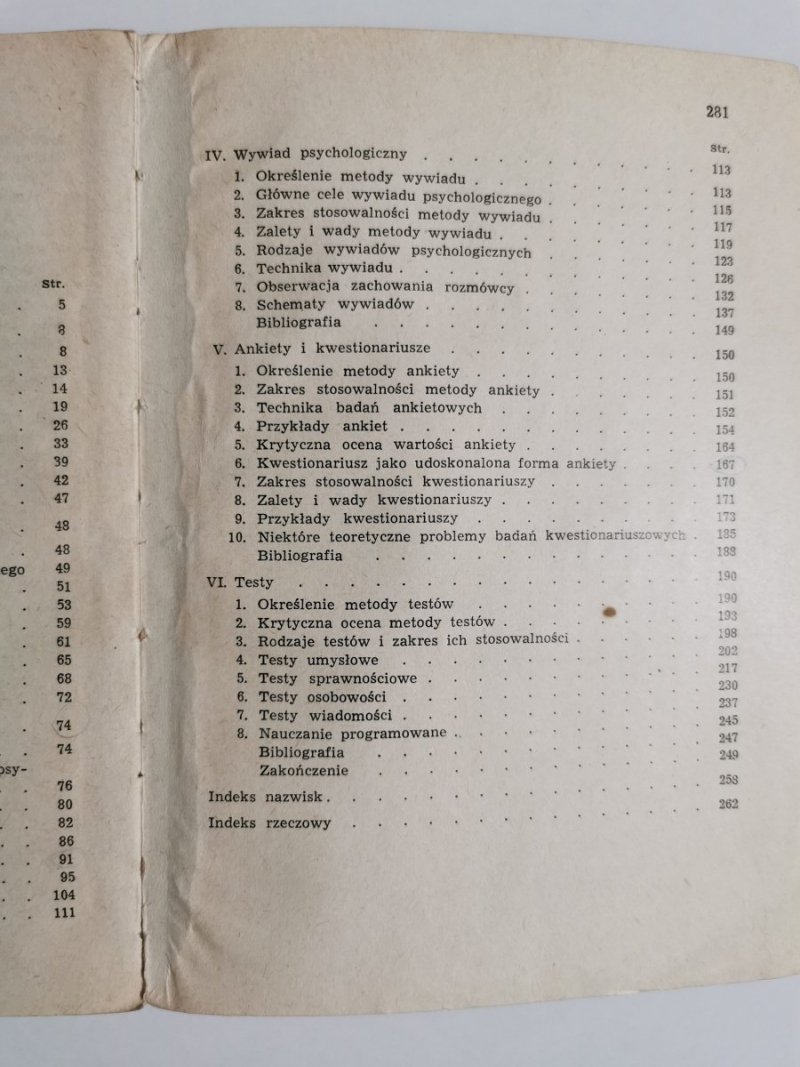 Str.
. 5
. 8
. 8
. 13
. 14
. 19
. 26
. 33
. 39
. 42
. 47
. 48
. 48
ego 49
. 51
. 53
. 59
. 61
. 65
. 68
. 72
. 74
. . 74
psy-
. . 76
. . 80
. . 82
. . 86
. . 91
. . 95
. . 104
. . 111
281
Str.
IV. Wywiad psychologiczny . . . . . . . . . . . 113
1. Określenie metody wywiadu . . . . . . . . . 113
2. Główne cele wywiadu psychologicznego . . . . . . 115
3. Zakres stosowalności metody wywiadu . . . . . . 117
4. Zalety i wady metody wywiadu . . . . . . . . 119
5. Rodzaje wywiadów psychologicznych . . . . . . 123
6. Technika wywiadu . . . . . . . . . . . . 126
7. Obserwacja zachowania rozmówcy . . . . . . . 132
8. Schematy wywiadów . . . . . . . . . . . 137
Bibliografia . . . . . . . . . . . . . 149
V. Ankiety i kwestionariusze . . . . . . . . . . 150
1. Określenie metody ankiety . . . . . . . . . 150
2. Zakres stosowalności metody ankiety . . . . . . 151
3. Technika badań ankietowych . . . . . . . . 152
4. Przykłady ankiet . . . . . . . . . . . . 154
5. Krytyczna ocena wartości ankiety . . . . . . . 164
6. Kwestionariusz jako udoskonalona forma ankiety . . . . 167
7. Zakres stosowalności kwestionariuszy . . . . . . 170
8. Zalety i wady kwestionariuszy . . . . . . . . 171
9. Przykłady kwestionariuszy . . . . . . . . . 173
10. Niektóre teoretyczne problemy badań kwestionariuszowych . 185
Bibliografia . . . . . . . . . . . . . 188
VI. Testy . . . . . . . . . . . . . . . . 190
1. Określenie metody testów . . . . . . . . . 190
2. Krytyczna ocena metody testów . . . . . . . . 193
3. Rodzaje testów i zakres ich stosowalności . . . . . 198
4. Testy umysłowe . . . . . . . . . . . . 202
5. Testy sprawnościowe . . . . . . . . . . . 217
6. Testy osobowości . . . . . . . . . . . . 230
7. Testy wiadomości . . . . . . . . . . . . 237
8. Nauczanie programowane . . . . . . . . . . 245
Bibliografia . . . . . . . . . . . . . 247
Zakończenie . . . . . . . . . . . . . 249
Indeks nazwisk . . . . . . . . . . . . . . . 258
Indeks rzeczowy . . . . . . . . . . . . . . 262